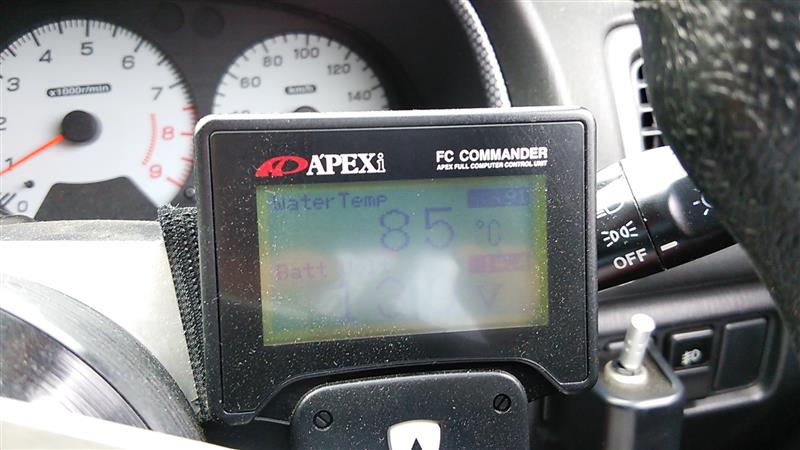 4 5 6 7 8 9
3
2
1
0
x1000r/min
60 80 100 120 140
km/h
APEXi
FC COMMANDER
APEX FULL COMPUTER CONTROL UNIT
WaterTemp 91
85 °C
Batt
V
OFF